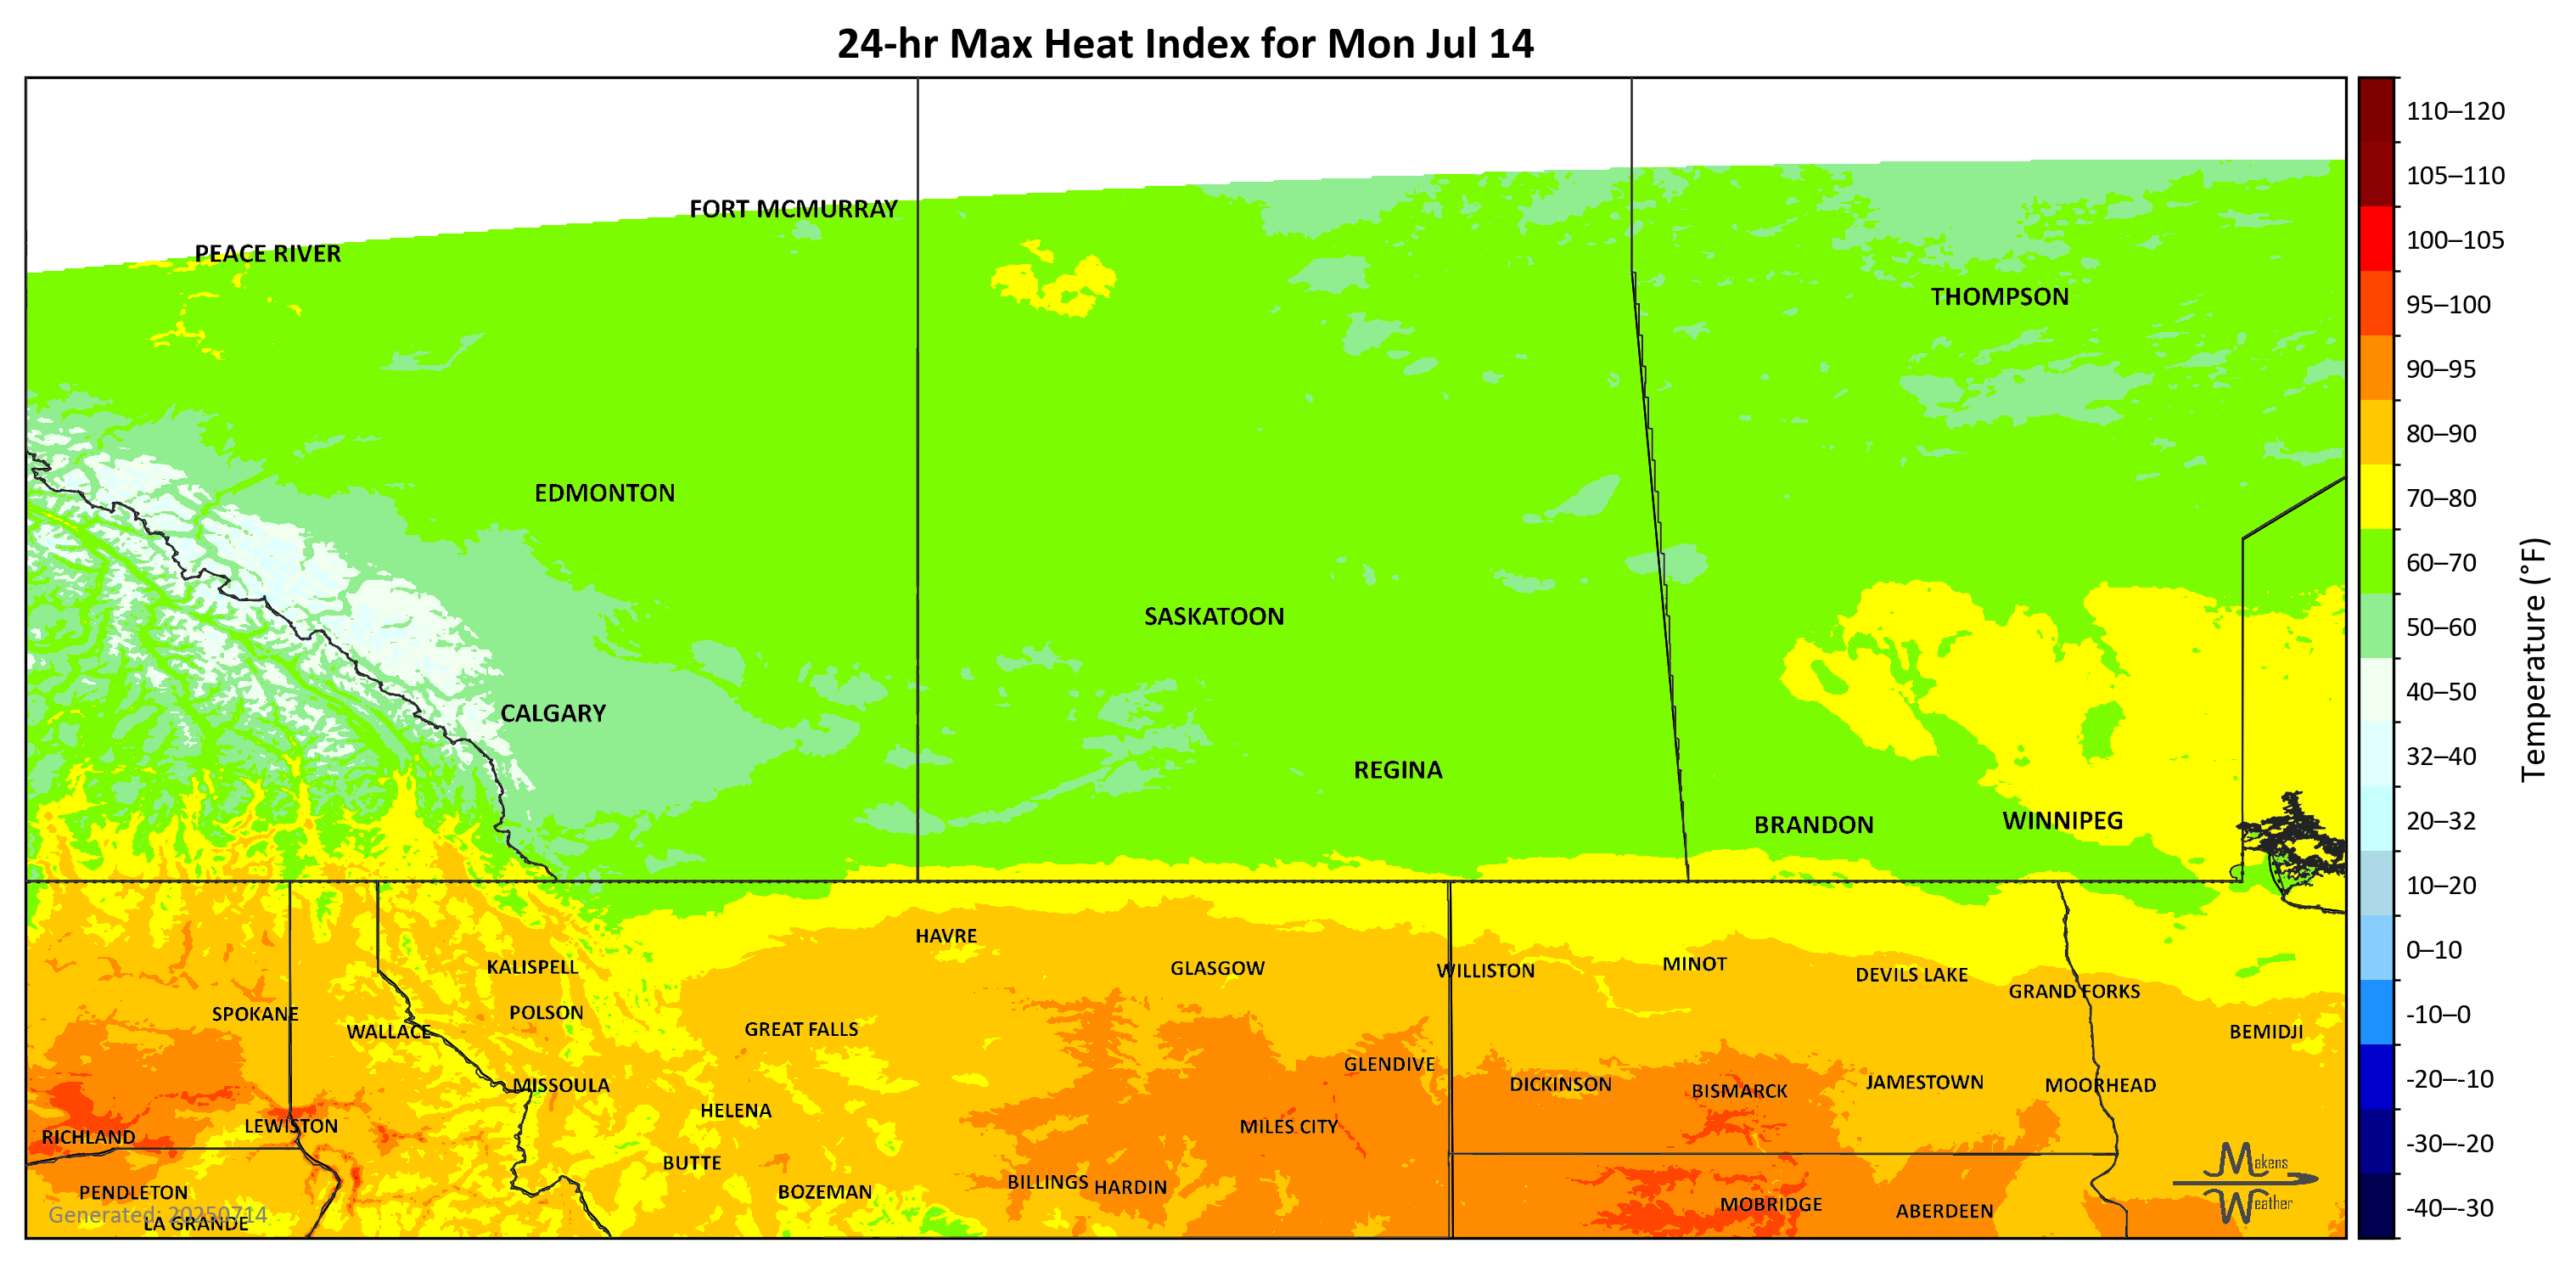 24-hr Max Heat Index for Mon Jul 14
110–120
105–110
100–105
95–100
90–95
80–90
70–80
60–70
50–60
40–50
32–40
20–32
10–20
0–10
-10–0
-20–-10
-30–-20
-40–-30
Temperature (°F)
FORT MCMURRAY
PEACE RIVER
THOMPSON
EDMONTON
SASKATOON
CALGARY
REGINA
BRANDON
WINNIPEG
HAVRE
KALISPELL
GLASGOW
WILLISTON
MINOT
DEVILS LAKE
GRAND FORKS
SPOKANE
POLSON
WALLACE
GREAT FALLS
BEMIDJI
GLENDIVE
MISSOULA
DICKINSON
BISMARCK
JAMESTOWN
MOORHEAD
HELENA
LEWISTON
RICHLAND
MILES CITY
BUTTE
PENDLETON
BOZEMAN
BILLINGS
HARDIN
MOBRIDGE
ABERDEEN
Generated: 20250714
LA GRANDE
Makens
Weather